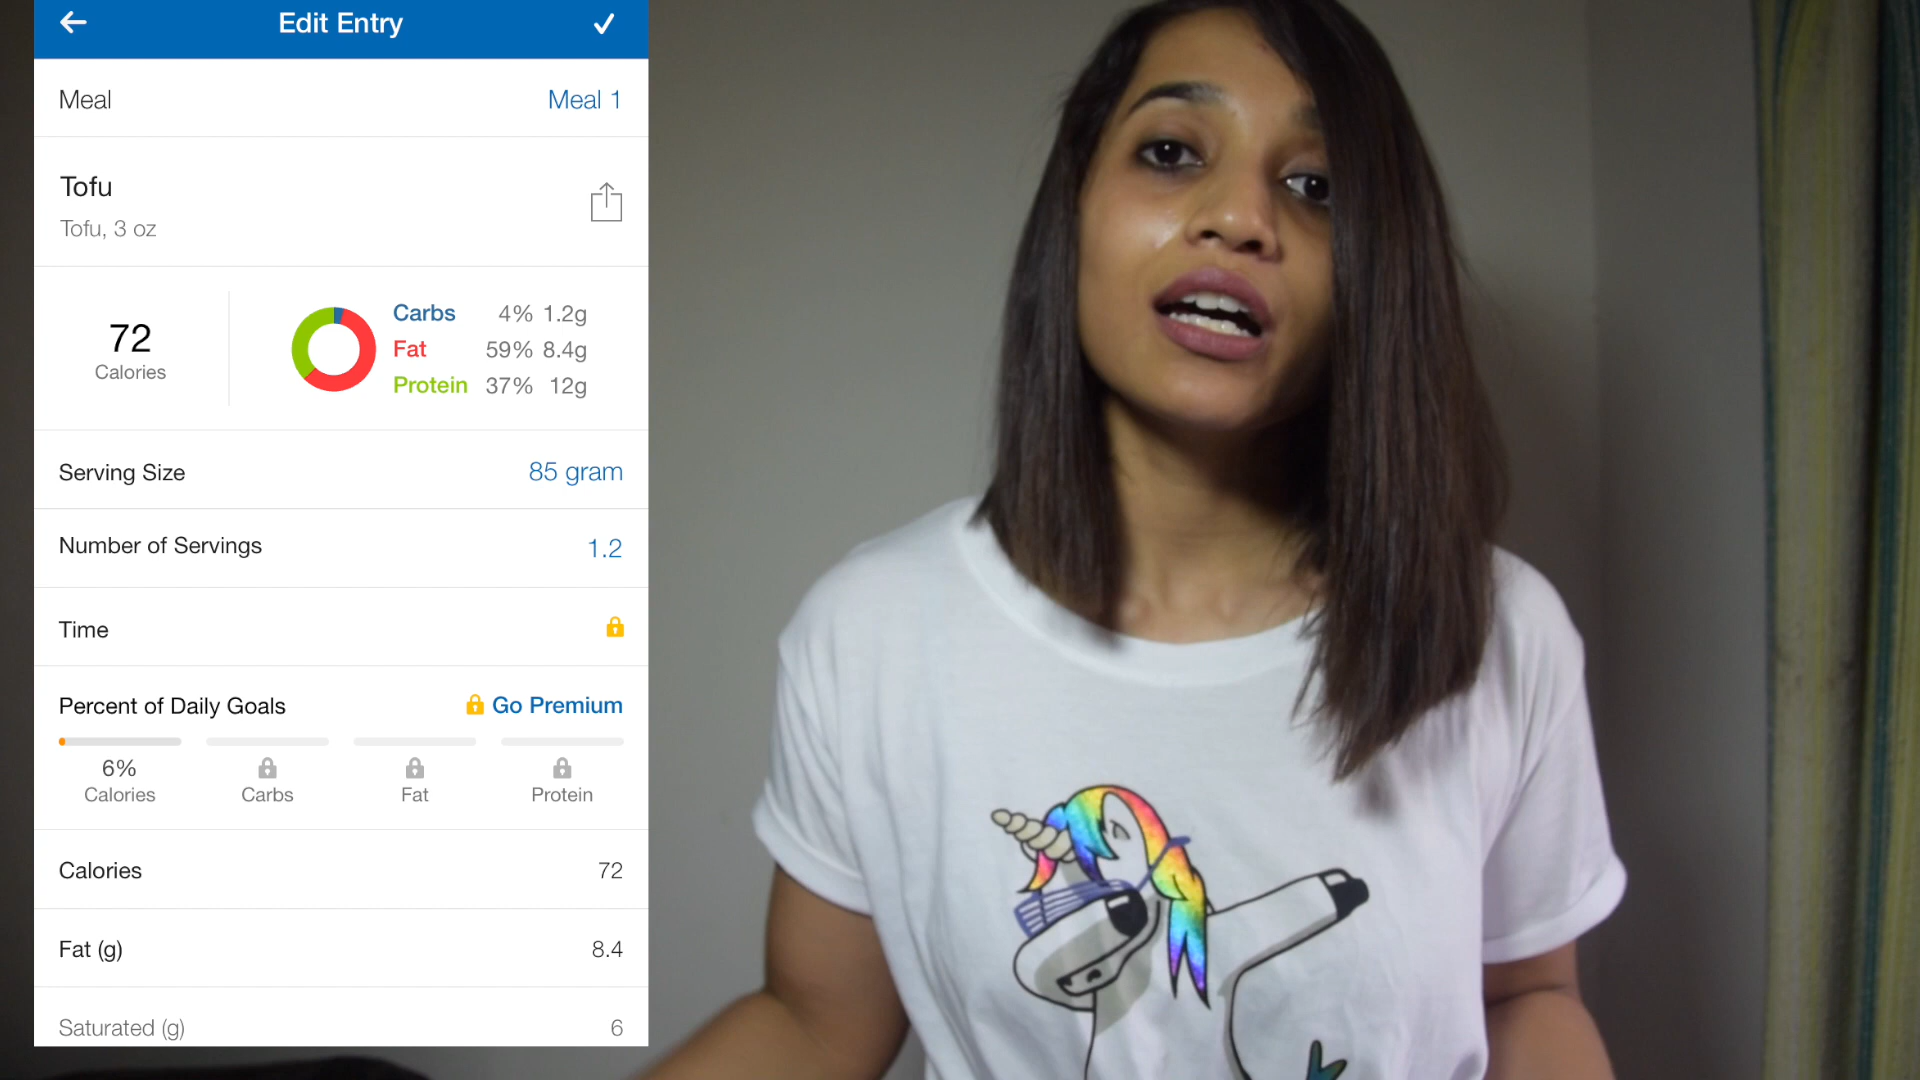 Edit Entry
Meal Meal 1
Tofu
Tofu, 3 oz
72
Calories
Carbs 4% 1.2g
Fat 59% 8.4g
Protein 37% 12g
Serving Size 85 gram
Number of Servings 1.2
Time
Percent of Daily Goals Go Premium
6%
Calories Carbs Fat Protein
Calories 72
Fat (g) 8.4
Saturated (g) 6